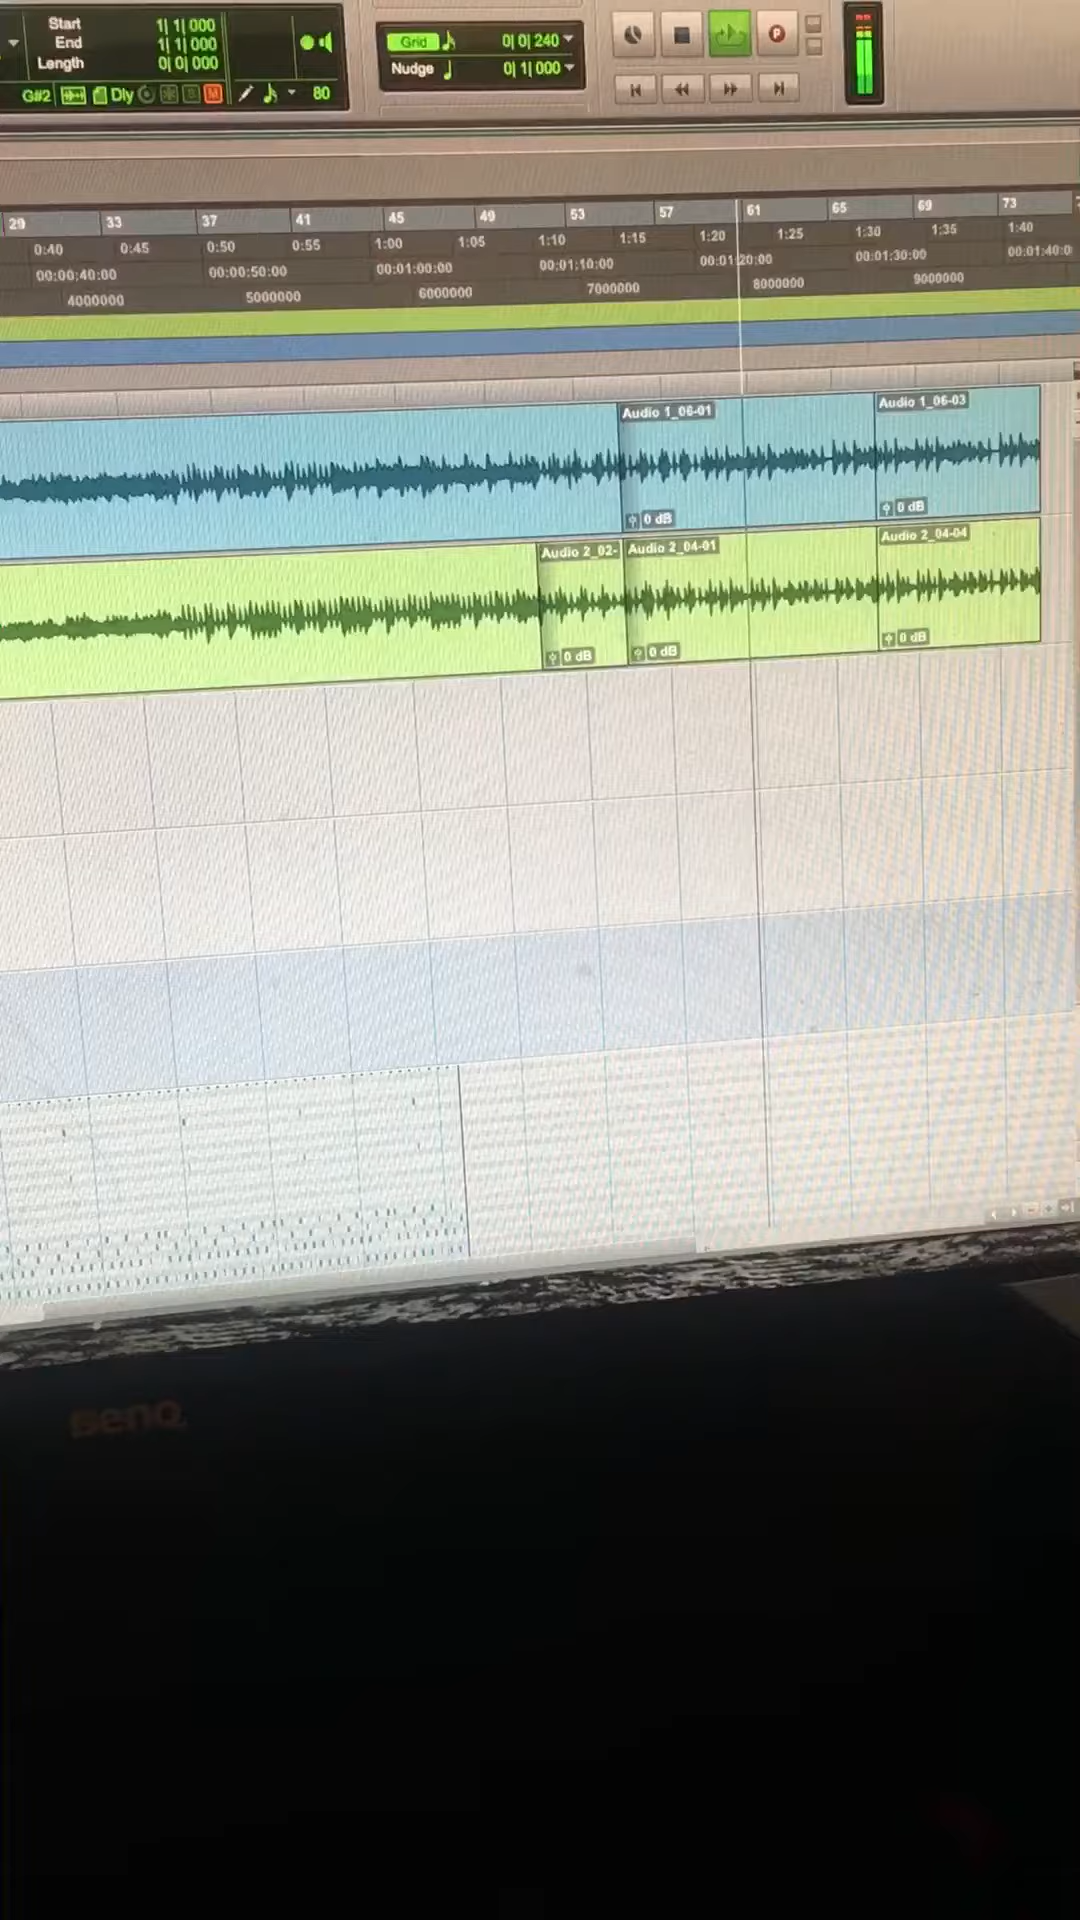 Start 1| 1| 000
End 1| 1| 000
Length 0| 0| 000
G#2 Dly M 80
Grid 0| 0| 240
Nudge 0| 1| 000
P
29 33 37 41 45 49 53 57 61 65 69 73
0:40 0:45 0:50 0:55 1:00 1:05 1:10 1:15 1:20 1:25 1:30 1:35 1:40
00:00:40:00 00:00:50:00 00:01:00:00 00:01:10:00 00:01:20:00 00:01:30:00 00:01:40:0
4000000 5000000 6000000 7000000 8000000 9000000
Audio 1_06-01 Audio 1_06-03
0 dB 0 dB
Audio 2_02- Audio 2_04-01 Audio 2_04-04
0 dB 0 dB 0 dB
BenQ